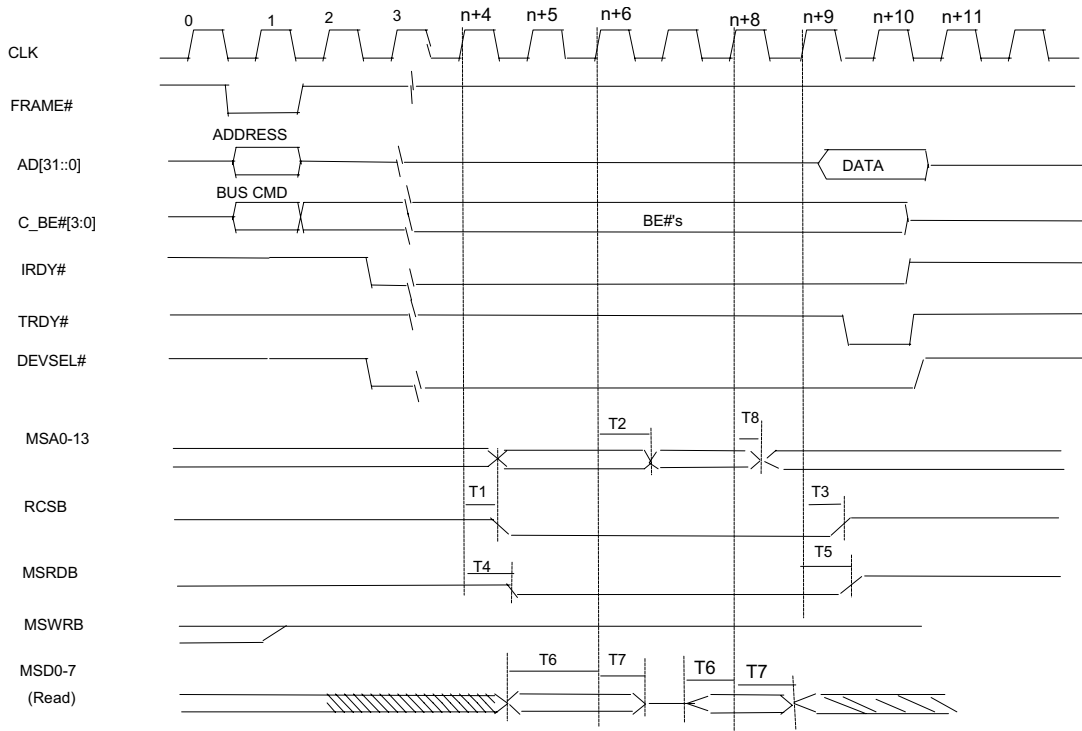 0 1 2 3 n+4 n+5 n+6 n+8 n+9 n+10 n+11
CLK
FRAME#
ADDRESS
AD[31::0]
DATA
BUS CMD
C_BE#[3:0]
BE#'s
IRDY#
TRDY#
DEVSEL#
T2
T8
MSA0-13
T1
T3
RCSB
T5
T4
MSRDB
MSWRB
MSD0-7
(Read)
T6 T7 T6 T7